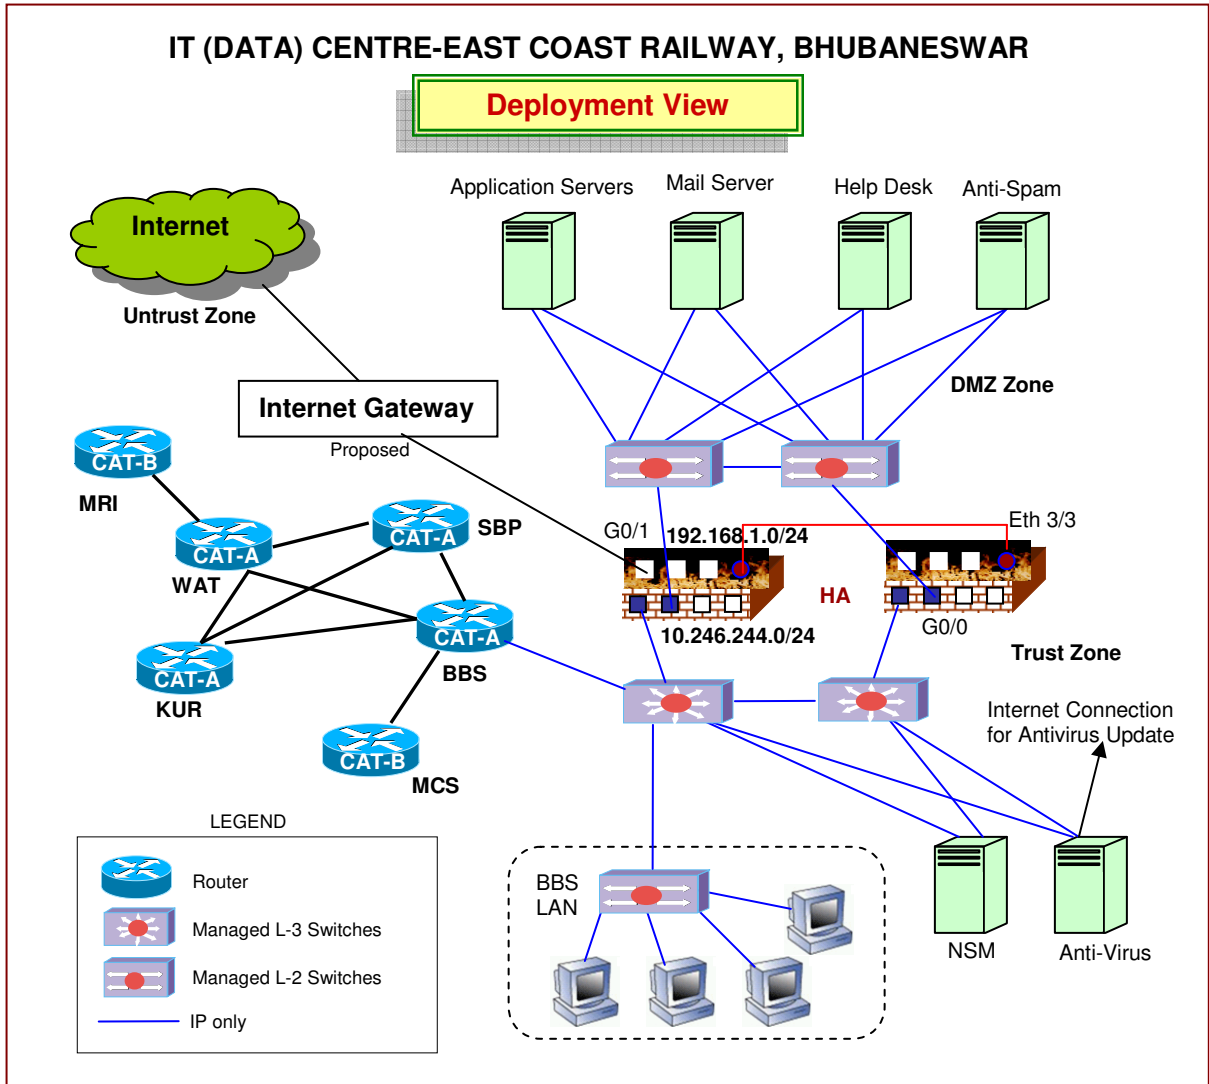 IT (DATA) CENTRE-EAST COAST RAILWAY, BHUBANESWAR
Deployment View
Application Servers
Mail Server
Help Desk
Anti-Spam
Internet
Untrust Zone
DMZ Zone
Internet Gateway
Proposed
CAT-B
MRI
CAT-A
WAT
CAT-A
SBP
CAT-A
KUR
CAT-A
BBS
CAT-B
MCS
G0/1
192.168.1.0/24
Eth 3/3
HA
10.246.244.0/24
G0/0
Trust Zone
Internet Connection
for Antivirus Update
BBS
LAN
NSM
Anti-Virus
LEGEND
Router
Managed L-3 Switches
Managed L-2 Switches
IP only